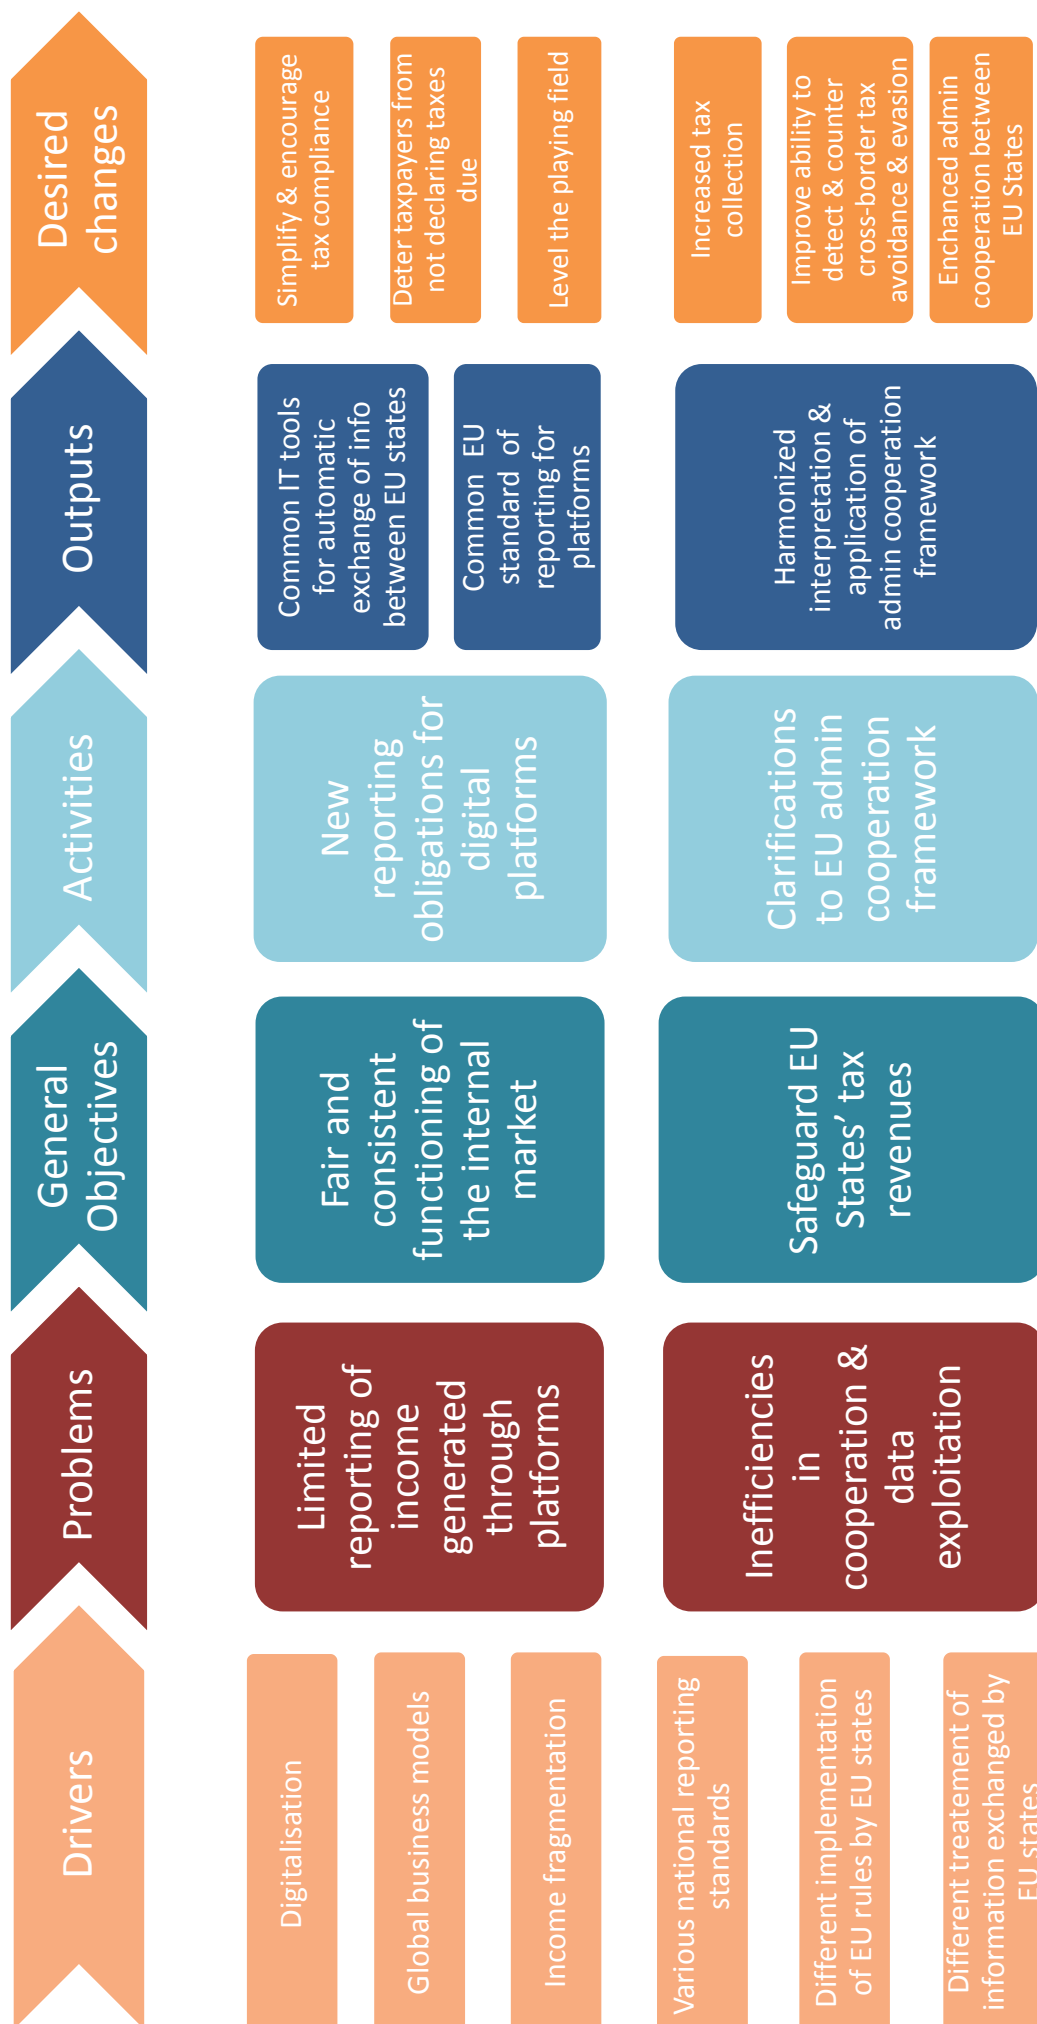 Drivers
Problems
General
Objectives
Activities
Outputs
Desired
changes
Digitalisation
Global business models
Income fragmentation
Limited
reporting of
income
generated
through
platforms
Fair and
consistent
functioning of
the internal
market
New
reporting
obligations for
digital
platforms
Common IT tools
for automatic
exchange of info
between EU states
Common EU
standard of
reporting for
platforms
Simplify & encourage
tax compliance
Deter taxpayers from
not declaring taxes
due
Level the playing field
Various national reporting
standards
Different implementation
of EU rules by EU states
Different treatement of
information exchanged by
EU states
Inefficiencies
in
cooperation &
data
exploitation
Safeguard EU
States’ tax
revenues
Clarifications
to EU admin
cooperation
framework
Harmonized
interpretation &
application of
admin cooperation
framework
Increased tax
collection
Improve ability to
detect & counter
cross-border tax
avoidance & evasion
Enchanced admin
cooperation between
EU States